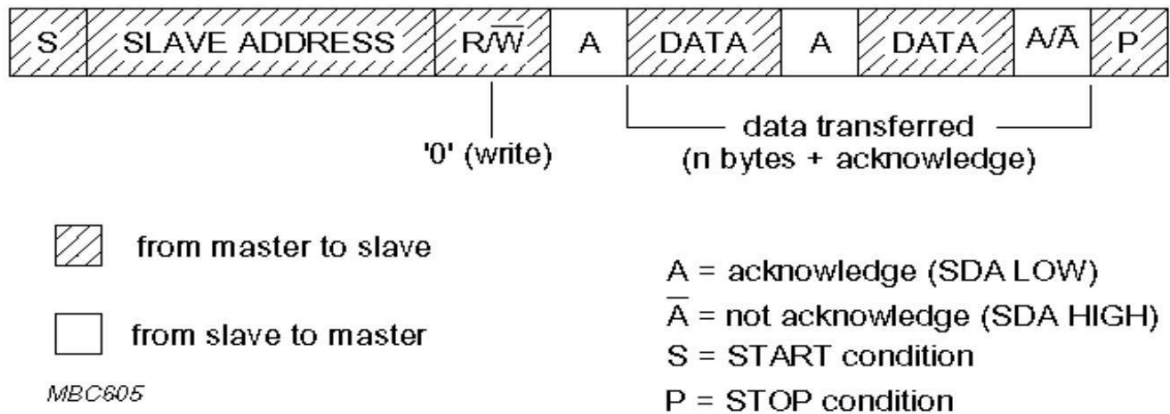 S SLAVE ADDRESS R/W̅ A DATA A DATA A/A̅ P
'0' (write)
data transferred
(n bytes + acknowledge)
from master to slave
from slave to master
MBC605
A = acknowledge (SDA LOW)
A̅ = not acknowledge (SDA HIGH)
S = START condition
P = STOP condition